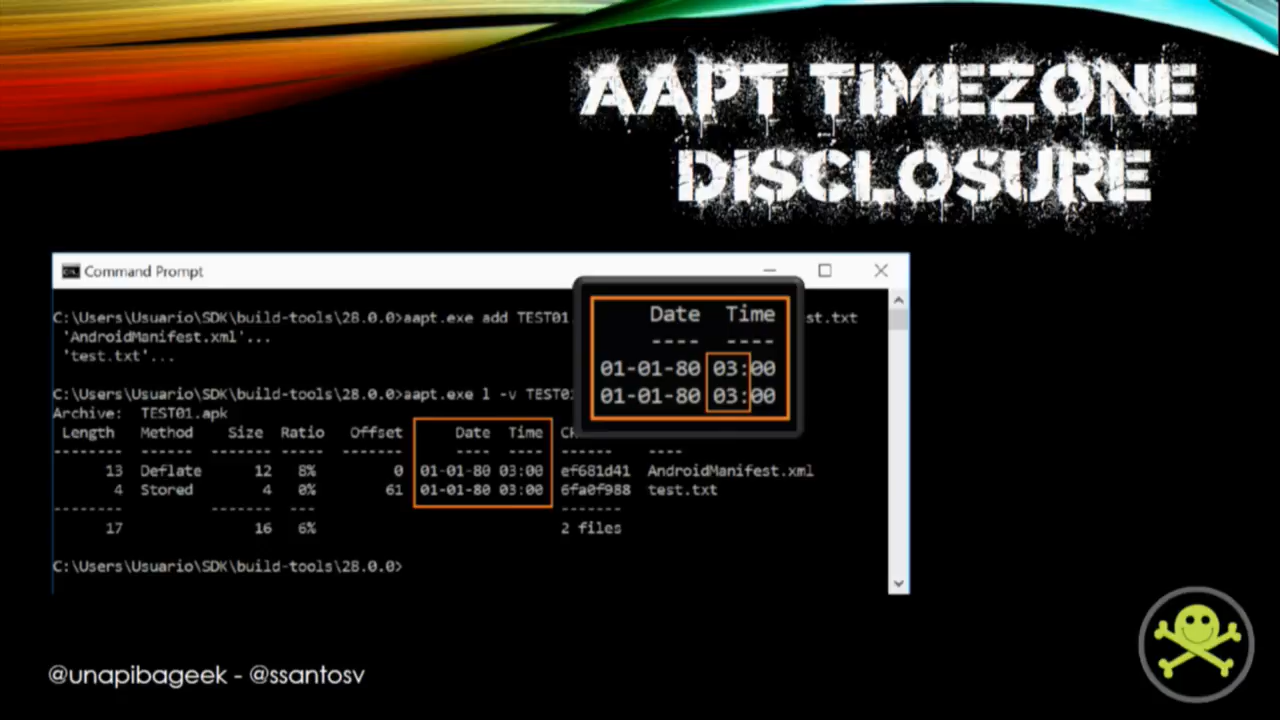 AAPT TIMEZONE
DISCLOSURE
Command Prompt
C:\Users\Usuario\SDK\build-tools\28.0.0>aapt.exe add TEST01 st.txt
'AndroidManifest.xml'...
'test.txt'...
C:\Users\Usuario\SDK\build-tools\28.0.0>aapt.exe l -v TEST0
Archive: TEST01.apk
Length Method Size Ratio Offset Date Time
-------- ------ ------- ----- ------- ---- ---- ------ ----
13 Deflate 12 8% 0 01-01-80 03:00 ef681d41 AndroidManifest.xml
4 Stored 4 0% 61 01-01-80 03:00 6fa0f988 test.txt
-------- ------- --- -------
17 16 6% 2 files
C:\Users\Usuario\SDK\build-tools\28.0.0>
Date Time
---- ----
01-01-80 03:00
01-01-80 03:00
@unapibageek - @ssantosv